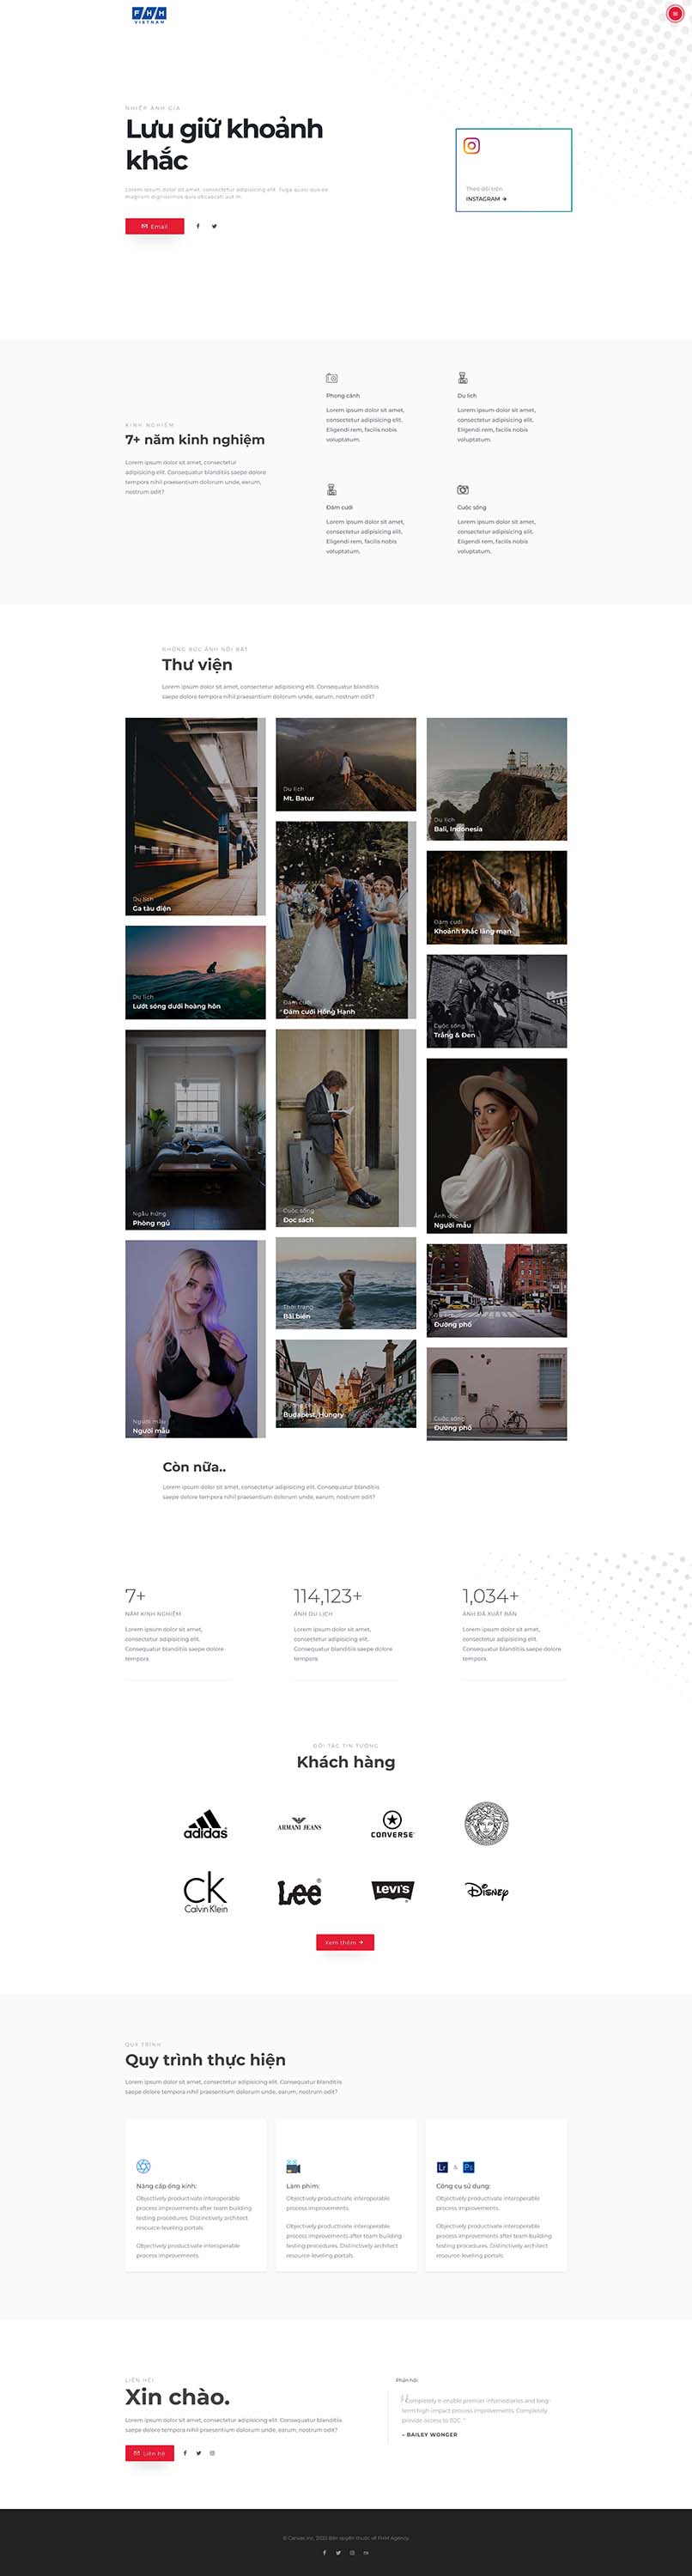 FHM
VIETNAM
NHIẾP ẢNH GIA
Lưu giữ khoảnh
khắc
Lorem ipsum dolor sit amet, consectetur adipisicing elit. Fuga quasi quisea
magnam dignissimos quis obcaecati aut in.
Theo dõi trên
INSTAGRAM →
Email
KINH NGHIỆM
7+ năm kinh nghiệm
Lorem ipsum dolor sit amet, consectetur
adipisicing elit. Consequatur blanditiis saepe dolore
tempora nihil praesentium dolorum unde, earum,
nostrum odit?
Phong cảnh
Lorem ipsum dolor sit amet,
consectetur adipisicing elit.
Eligendi rem, facilis nobis
voluptatum.
Du lịch
Lorem ipsum dolor sit amet,
consectetur adipisicing elit.
Eligendi rem, facilis nobis
voluptatum.
Đám cưới
Lorem ipsum dolor sit amet,
consectetur adipisicing elit.
Eligendi rem, facilis nobis
voluptatum.
Cuộc sống
Lorem ipsum dolor sit amet,
consectetur adipisicing elit.
Eligendi rem, facilis nobis
voluptatum.
NHỮNG BỨC ẢNH NỔI BẬT
Thư viện
Lorem ipsum dolor sit amet, consectetur adipisicing elit. Consequatur blanditiis
saepe dolore tempora nihil praesentium dolorum unde, earum, nostrum odit?
Du lịch
Ga tàu điện
Du lịch
Lướt sóng dưới hoàng hôn
Ngẫu hứng
Phòng ngủ
Người mẫu
Người mẫu
Du lịch
Mt. Batur
Đám cưới
Đám cưới Hồng Hạnh
Cuộc sống
Đọc sách
Thời trang
Bãi biển
Budapest, Hungry
Du lịch
Bali, Indonesia
Đám cưới
Khoảnh khắc lãng mạn
Cuộc sống
Trắng & Đen
Ảnh độc
Người mẫu
Đường phố
Cuộc sống
Đường phố
Còn nữa..
Lorem ipsum dolor sit amet, consectetur adipisicing elit. Consequatur blanditiis
saepe dolore tempora nihil praesentium dolorum unde, earum, nostrum odit?
7+
NĂM KINH NGHIỆM
Lorem ipsum dolor sit amet,
consectetur adipisicing elit.
Consequatur blanditiis saepe dolore
tempora.
114,123+
ẢNH DU LỊCH
Lorem ipsum dolor sit amet,
consectetur adipisicing elit.
Consequatur blanditiis saepe dolore
tempora.
1,034+
ẢNH ĐÃ XUẤT BẢN
Lorem ipsum dolor sit amet,
consectetur adipisicing elit.
Consequatur blanditiis saepe dolore
tempora.
ĐỐI TÁC TIN TƯỞNG
Khách hàng
adidas
ARMANI JEANS
CONVERSE
CK
Calvin Klein
Lee
LEVI'S
Disney
Xem thêm →
QUY TRÌNH
Quy trình thực hiện
Lorem ipsum dolor sit amet, consectetur adipisicing elit. Consequatur blanditiis
saepe dolore tempora nihil praesentium dolorum unde, earum, nostrum odit?
Nâng cấp ống kính:
Objectively productivate interoperable
process improvements after team building
testing procedures. Distinctively architect
resource-leveling portals.
Objectively productivate interoperable
process improvements
Làm phim:
Objectively productivate interoperable
process improvements.
Objectively productivate interoperable
process improvements after team building
testing procedures. Distinctively architect
resource-leveling portals.
Lr & Ps
Công cụ sử dụng:
Objectively productivate interoperable
process improvements.
Objectively productivate interoperable
process improvements after team building
testing procedures. Distinctively architect
resource-leveling portals.
LIÊN HỆ!
Xin chào.
Lorem ipsum dolor sit amet, consectetur adipisicing elit. Consequatur blanditiis
saepe dolore tempora nihil praesentium dolorum unde, earum, nostrum odit?
Liên hệ
Phản hồi
Completely e-enable premier infomediaries and long-
term high-impact process improvements. Completely
provide access to B2C. "
– BAILEY WONGER
© Canvas Inc, 2022 Bản quyền thuộc về FHM Agency.